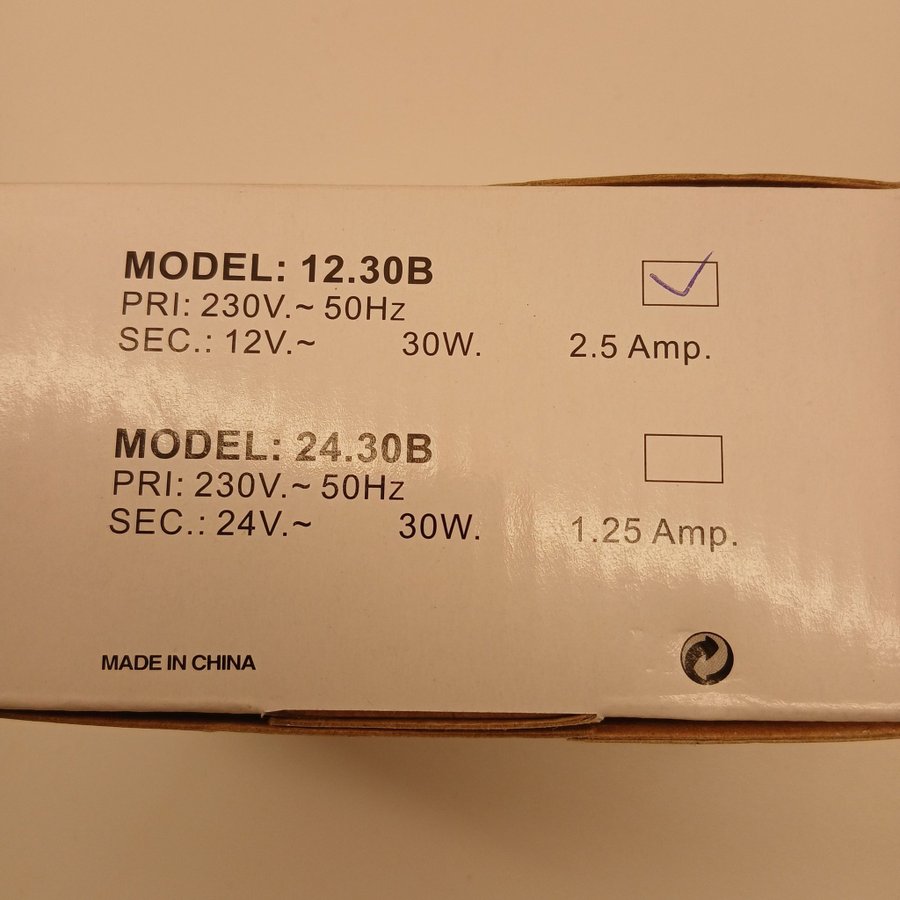 MODEL: 12.30B
PRI: 230V.~ 50Hz
SEC.: 12V.~ 30W. 2.5 Amp.
MODEL: 24.30B
PRI: 230V.~ 50Hz
SEC.: 24V.~ 30W. 1.25 Amp.
MADE IN CHINA